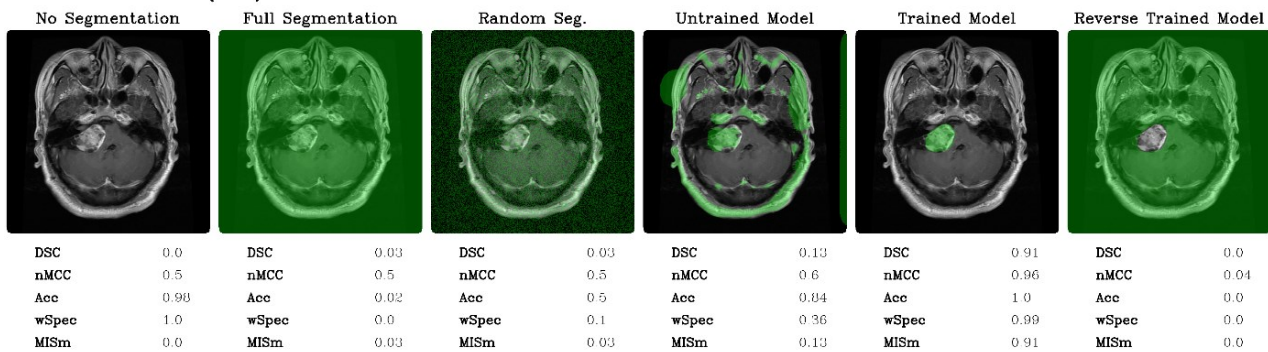 No Segmentation Full Segmentation Random Seg. Untrained Model Trained Model Reverse Trained Model
DSC 0.0 DSC 0.03 DSC 0.03 DSC 0.13 DSC 0.91 DSC 0.0
nMCC 0.5 nMCC 0.5 nMCC 0.5 nMCC 0.6 nMCC 0.96 nMCC 0.04
Acc 0.98 Acc 0.02 Acc 0.5 Acc 0.84 Acc 1.0 Acc 0.0
wSpec 1.0 wSpec 0.0 wSpec 0.1 wSpec 0.36 wSpec 0.99 wSpec 0.0
MISm 0.0 MISm 0.03 MISm 0.03 MISm 0.13 MISm 0.91 MISm 0.0